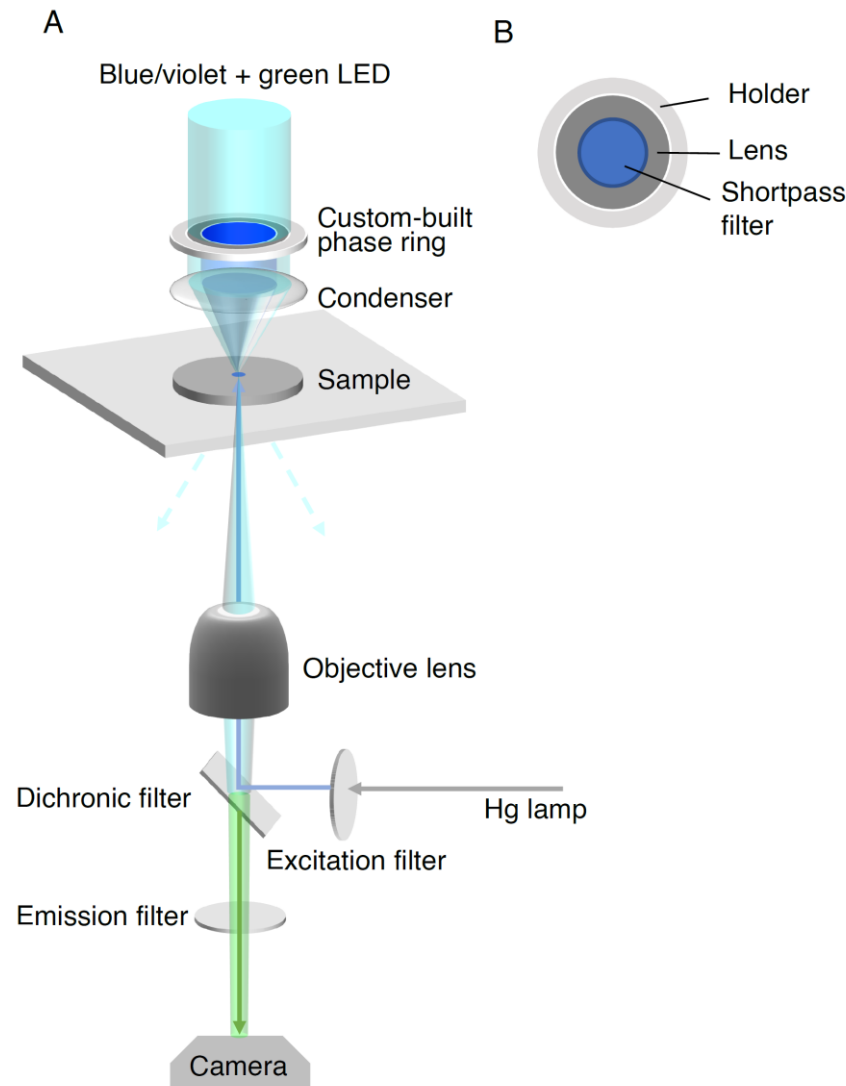 A
B
Blue/violet + green LED
Holder
Lens
Shortpass
filter
Custom-built
phase ring
Condenser
Sample
Objective lens
Dichronic filter
Hg lamp
Excitation filter
Emission filter
Camera